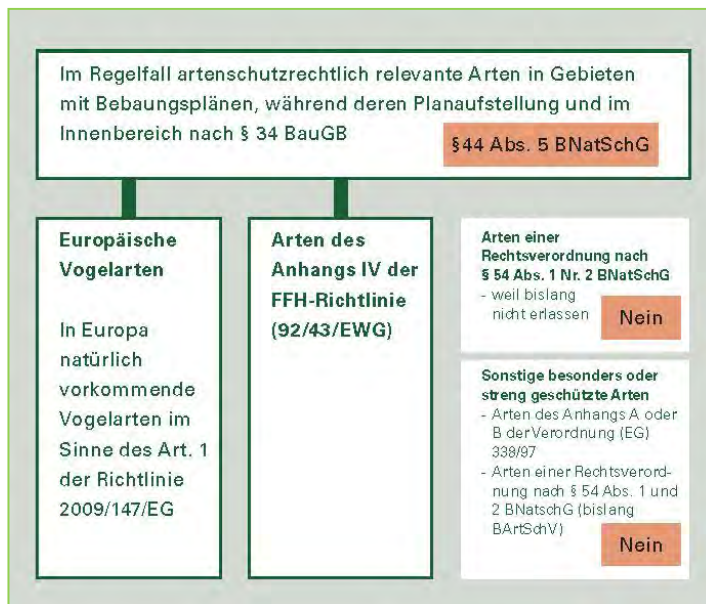 Im Regelfall artenschutzrechtlich relevante Arten in Gebieten
mit Bebaungsplänen, während deren Planaufstellung und im
Innenbereich nach § 34 BauGB
§44 Abs. 5 BNatSchG
Europäische
Vogelarten
In Europa
natürlich
vorkommende
Vogelarten im
Sinne des Art. 1
der Richtlinie
2009/147/EG
Arten des
Anhangs IV der
FFH-Richtlinie
(92/43/EWG)
Arten einer
Rechtsverordnung nach
§ 54 Abs. 1 Nr. 2 BNatSchG
- weil bislang
nicht erlassen
Nein
Sonstige besonders oder
streng geschützte Arten
- Arten des Anhangs A oder
B der Verordnung (EG)
338/97
- Arten einer Rechtsverord-
nung nach § 54 Abs. 1 und
2 BNatschG (bislang
BArtSchV)
Nein